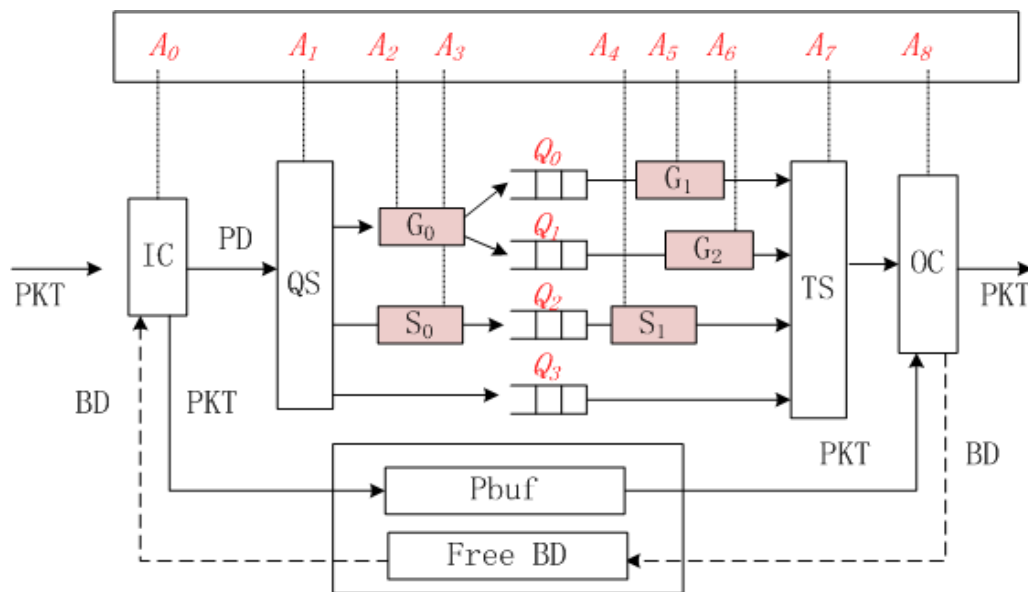 A0 A1 A2 A3 A4 A5 A6 A7 A8
Q0
G1
PD
G0
Q1
IC
QS
G2
TS
OC
PKT
PKT
Q2
S0
S1
Q3
BD
PKT
PKT
BD
Pbuf
Free BD